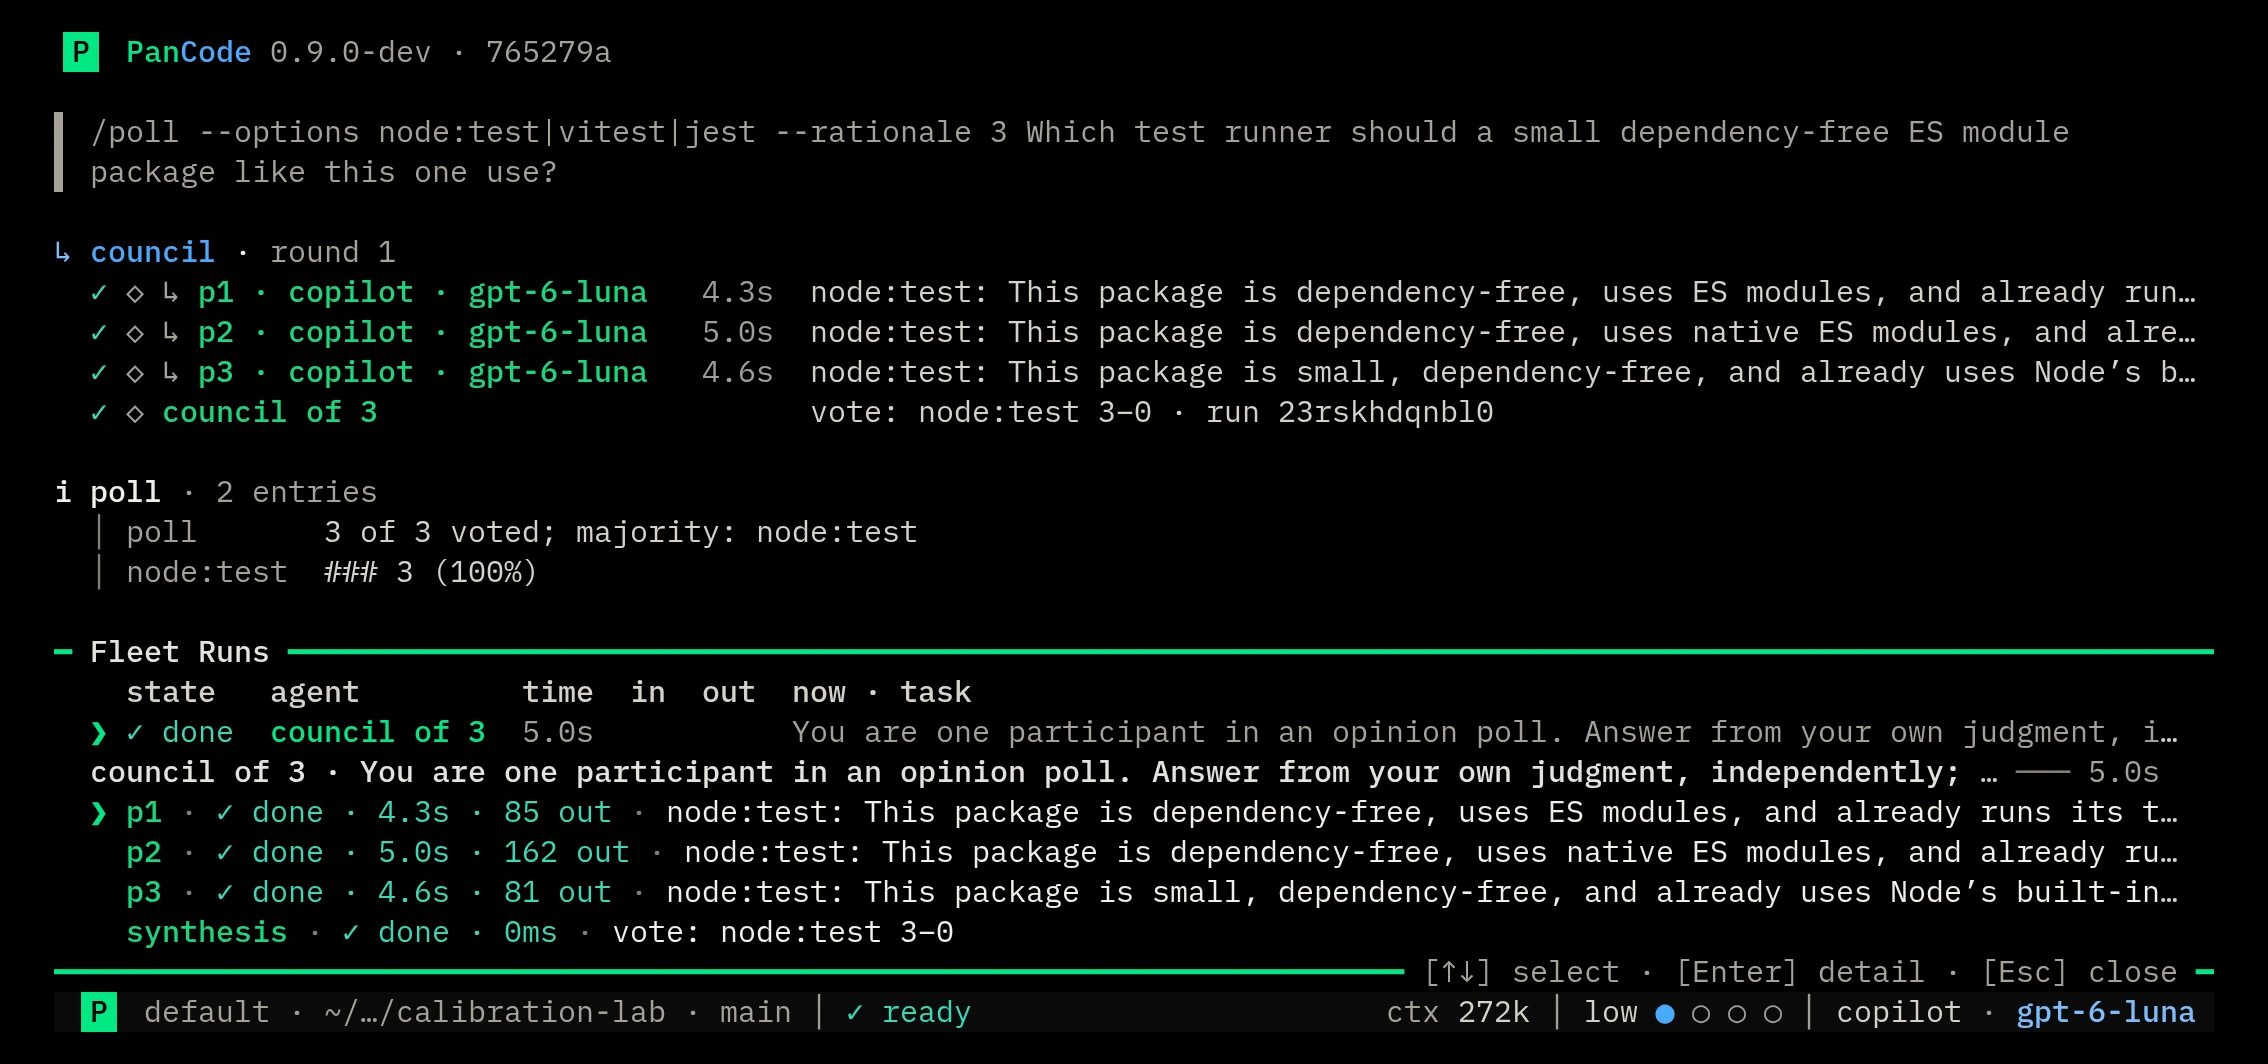 P PanCode 0.9.0-dev · 765279a
/poll --options node:test|vitest|jest --rationale 3 Which test runner should a small dependency-free ES module
package like this one use?
↳ council · round 1
✓ ◇ ↳ p1 · copilot · gpt-6-luna 4.3s node:test: This package is dependency-free, uses ES modules, and already run…
✓ ◇ ↳ p2 · copilot · gpt-6-luna 5.0s node:test: This package is dependency-free, uses native ES modules, and alre…
✓ ◇ ↳ p3 · copilot · gpt-6-luna 4.6s node:test: This package is small, dependency-free, and already uses Node’s b…
✓ ◇ council of 3 vote: node:test 3–0 · run 23rskhdqnbl0
i poll · 2 entries
│ poll 3 of 3 voted; majority: node:test
│ node:test ### 3 (100%)
Fleet Runs
state agent time in out now · task
❯ ✓ done council of 3 5.0s You are one participant in an opinion poll. Answer from your own judgment, i…
council of 3 · You are one participant in an opinion poll. Answer from your own judgment, independently; … ─── 5.0s
❯ p1 · ✓ done · 4.3s · 85 out · node:test: This package is dependency-free, uses ES modules, and already runs its t…
p2 · ✓ done · 5.0s · 162 out · node:test: This package is dependency-free, uses native ES modules, and already ru…
p3 · ✓ done · 4.6s · 81 out · node:test: This package is small, dependency-free, and already uses Node’s built-in…
synthesis · ✓ done · 0ms · vote: node:test 3–0
[↑↓] select · [Enter] detail · [Esc] close
P default · ~/…/calibration-lab · main │ ✓ ready ctx 272k │ low ● ○ ○ ○ │ copilot · gpt-6-luna